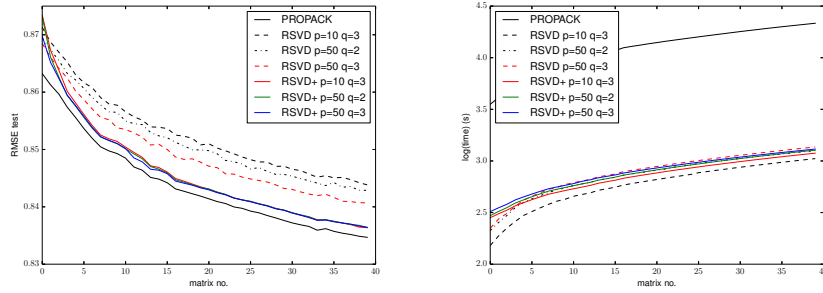 0.87
0.86
0.85
0.84
0.83
RMSE test
0
5
10
15
20
25
30
35
40
matrix no.
PROPACK
RSVD p=10 q=3
RSVD p=50 q=2
RSVD p=50 q=3
RSVD+ p=10 q=3
RSVD+ p=50 q=2
RSVD+ p=50 q=3
4.5
4.0
3.5
3.0
2.5
2.0
log(time) (s)
0
5
10
15
20
25
30
35
40
matrix no.
PROPACK
RSVD p=10 q=3
RSVD p=50 q=2
RSVD p=50 q=3
RSVD+ p=10 q=3
RSVD+ p=50 q=2
RSVD+ p=50 q=3